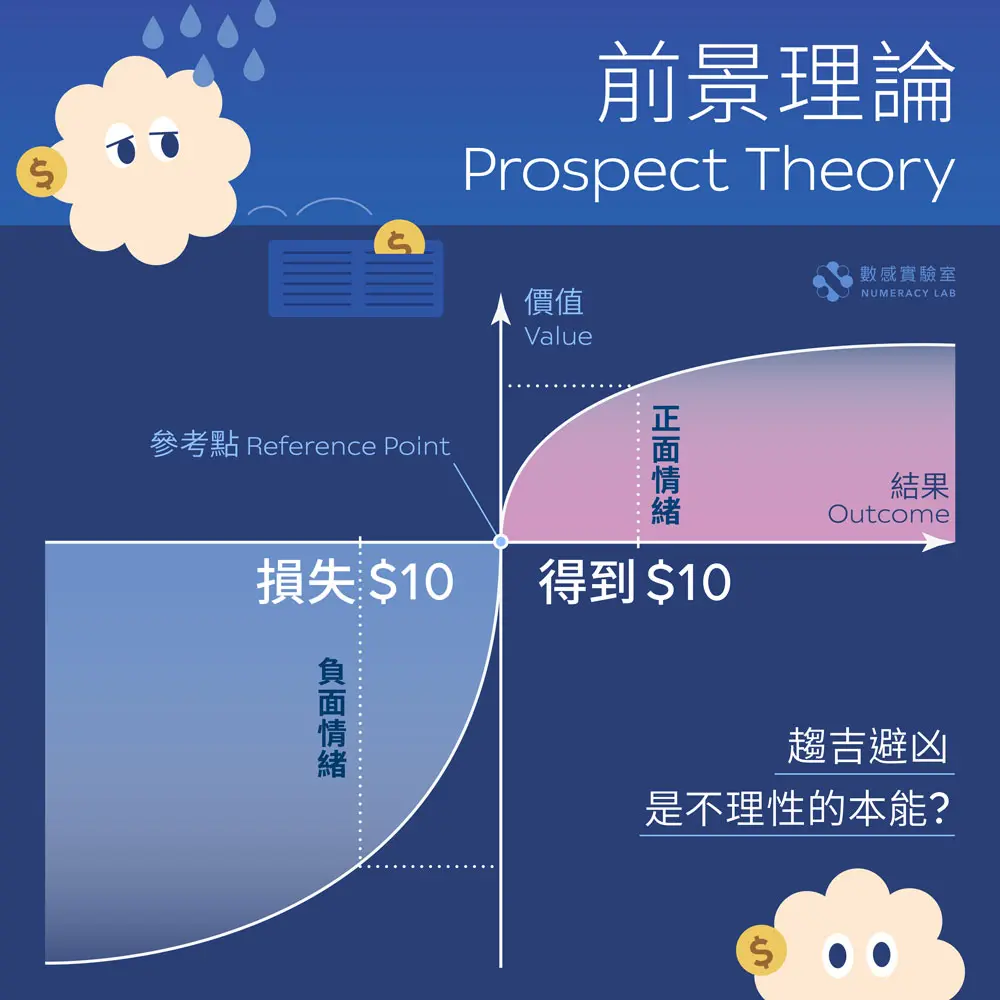 前景理論
Prospect Theory
數感實驗室
NUMERACY LAB
價值
Value
參考點 Reference Point
正面情緒
結果
Outcome
損失 $10
得到 $10
負面情緒
趨吉避凶
是不理性的本能?
$
$
$